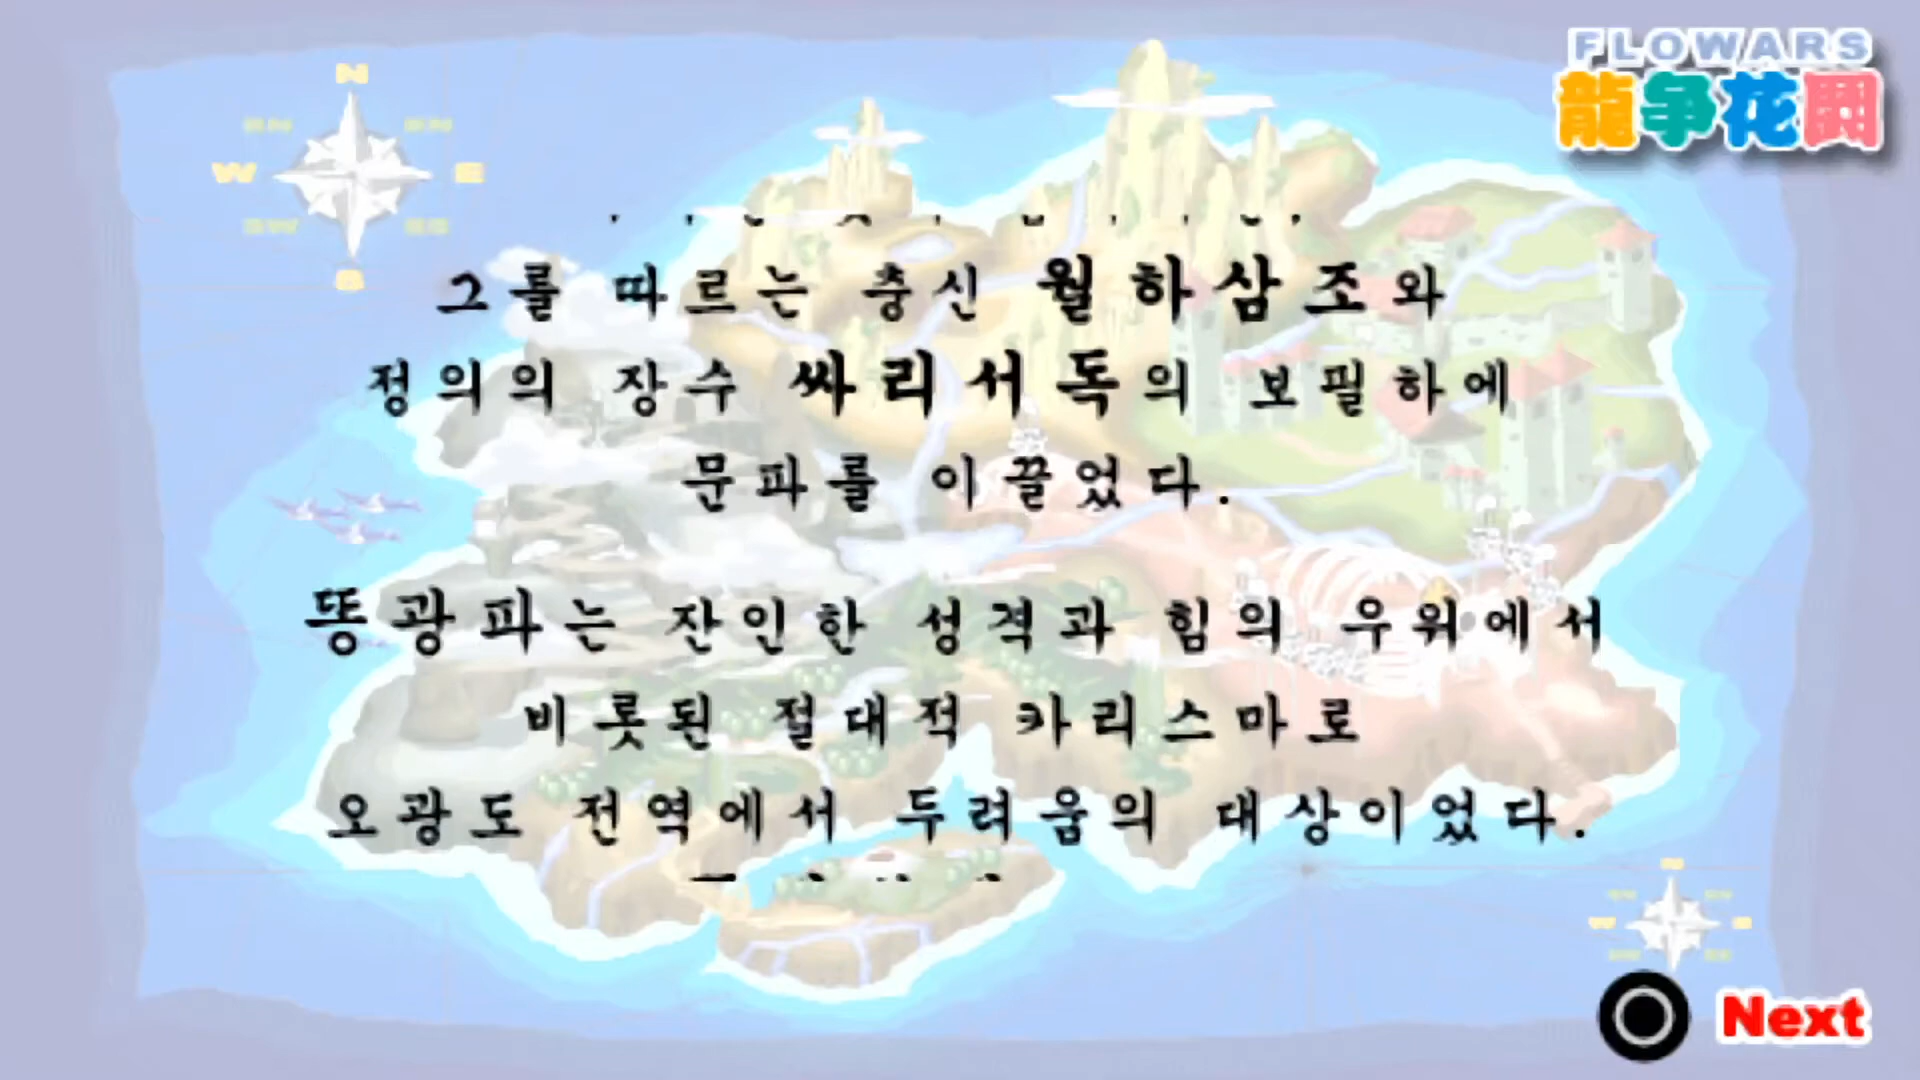 FLOWARS
龍争花鬪
N
W
E
S
그를 따르는 충신 월하삼조와
정의의 장수 싸리서독의 보필하에
문파를 이끌었다.
똥광파는 잔인한 성격과 힘의 우위에서
비롯된 절대적 카리스마로
오광도 전역에서 두려움의 대상이었다.
Next